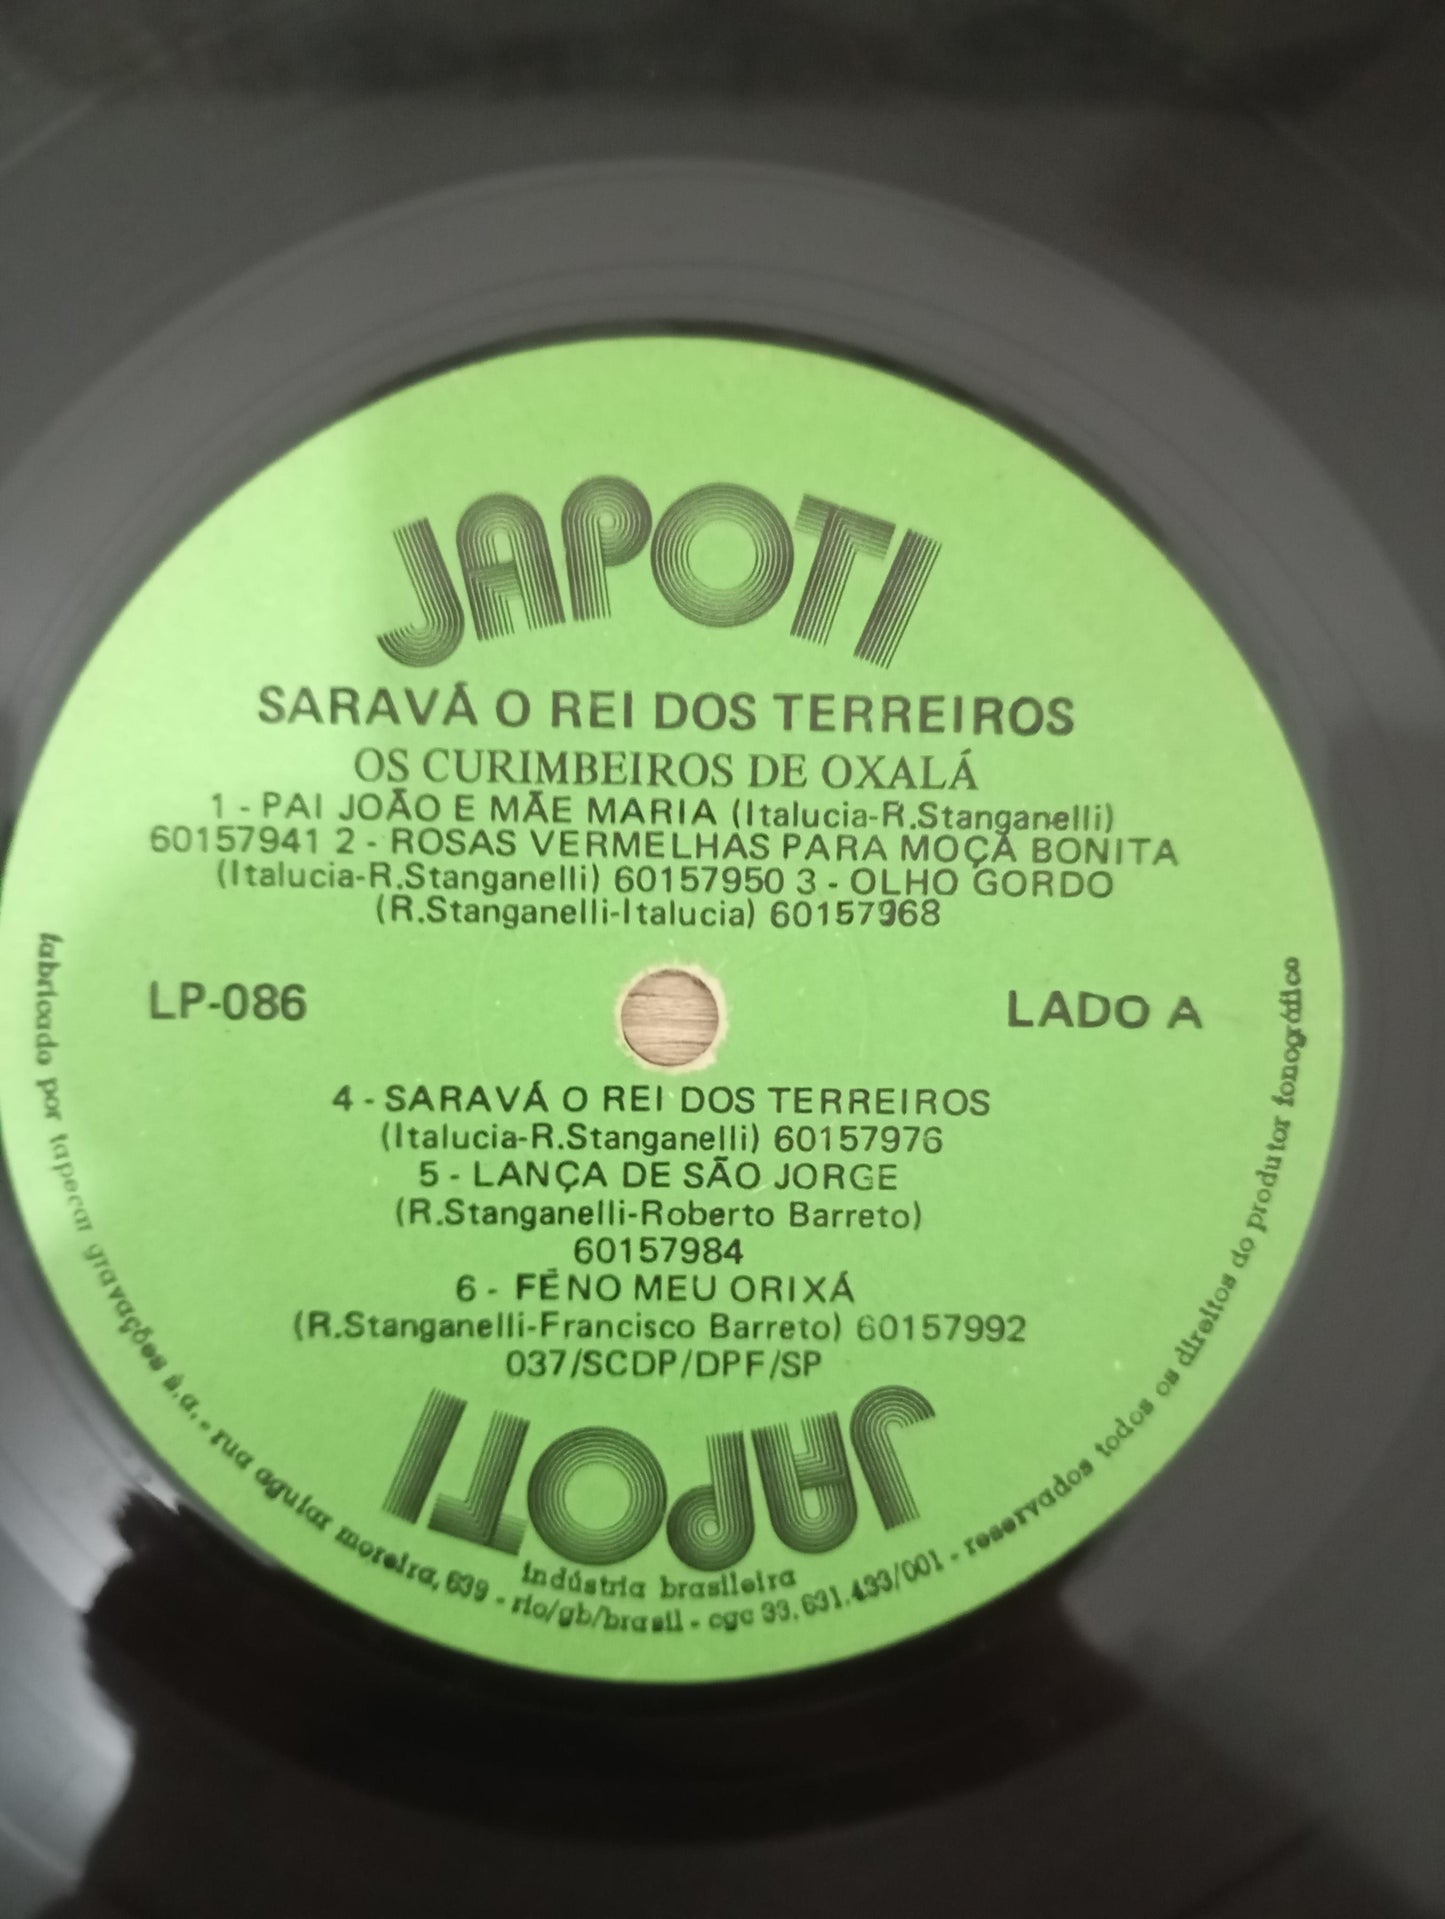 JAPOTI
SARAVÁ O REI DOS TERREIROS
OS CURIMBEIROS DE OXALÁ
1 - PAI JOÃO E MÃE MARIA (Italucia-R.Stanganelli)
60157941 2 - ROSAS VERMELHAS PARA MOÇA BONITA
(Italucia-R.Stanganelli) 60157950 3 - OLHO GORDO
(R.Stanganelli-Italucia) 60157968
LP-086
LADO A
4 - SARAVÁ O REI DOS TERREIROS
(Italucia-R.Stanganelli) 60157976
5 - LANÇA DE SÃO JORGE
(R.Stanganelli-Roberto Barreto)
60157984
6 - FÉ NO MEU ORIXÁ
(R.Stanganelli-Francisco Barreto) 60157992
037/SCDP/DPF/SP
JAPOTI
indústria brasileira
fabricado por tapecar gravações s.a. - rua aguiar moreira, 639 - rio/gb/brasil - cgc 33.631.433/001 - reservados todos os direitos do produtor fonográfico